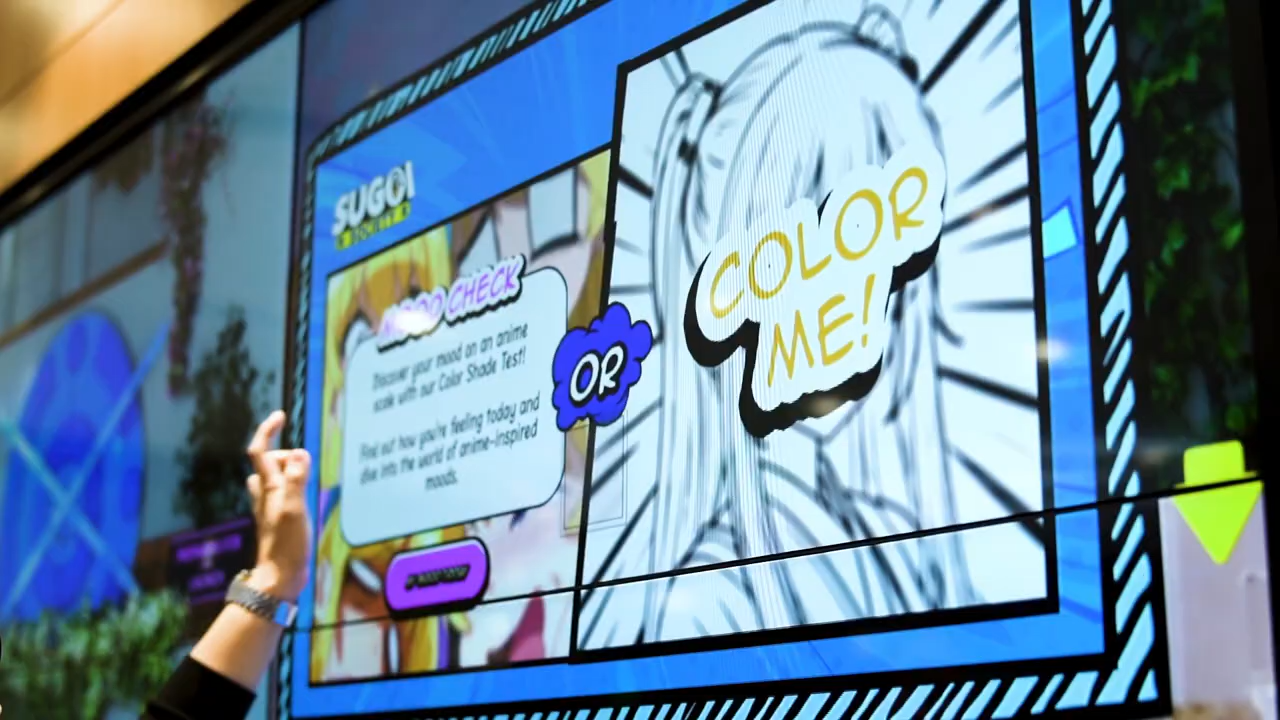 SUGOI
MOOD CHECK
Discover your mood on an anime
scale with our Color Shade Test!
Find out how you're feeling today and
dive into the world of anime-inspired
moods.
OR
COLOR
ME!